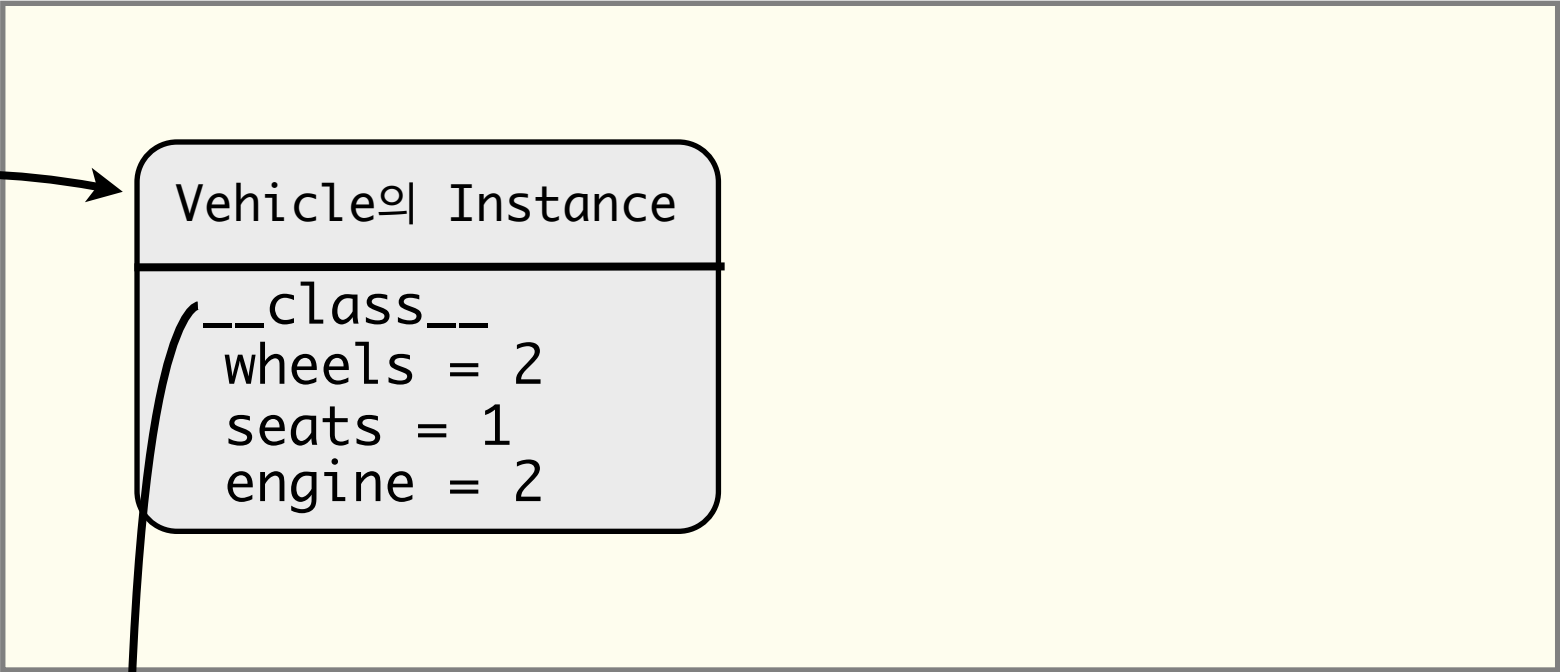 Vehicle의 Instance
__class__
wheels = 2
seats = 1
engine = 2